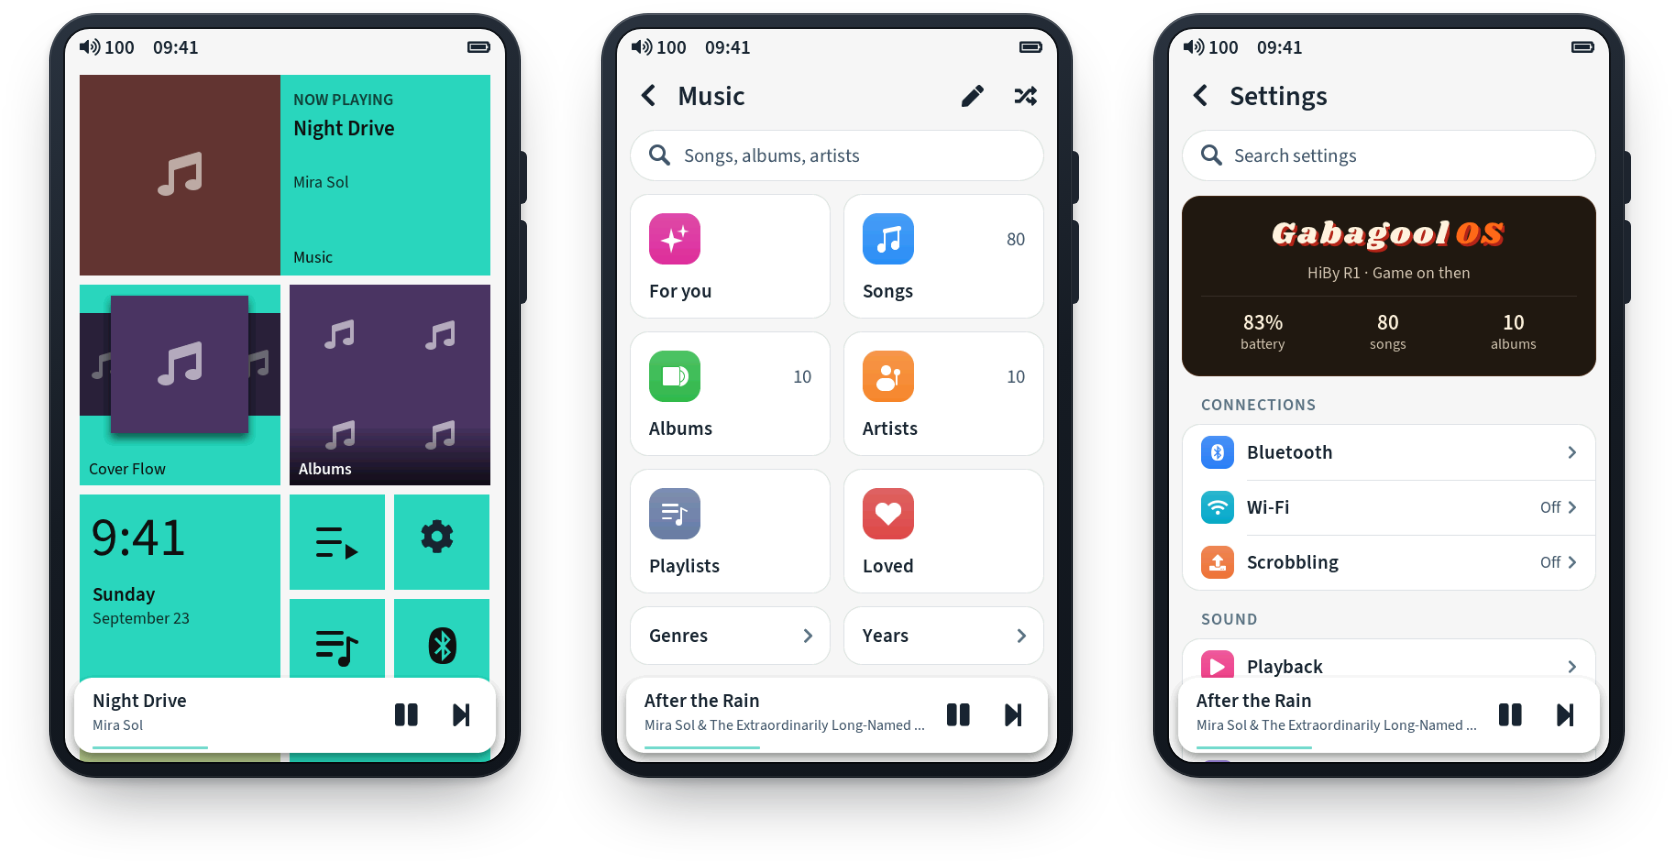 100 09:41
NOW PLAYING
Night Drive
Mira Sol
Music
Cover Flow
Albums
9:41
Sunday
September 23
Night Drive
Mira Sol
100 09:41
Music
Songs, albums, artists
For you
Songs
80
Albums
10
Artists
10
Playlists
Loved
Genres
Years
After the Rain
Mira Sol & The Extraordinarily Long-Named ...
100 09:41
Settings
Search settings
Gabagool OS
HiBy R1 · Game on then
83%
battery
80
songs
10
albums
CONNECTIONS
Bluetooth
Wi-Fi
Off
Scrobbling
Off
SOUND
Playback
After the Rain
Mira Sol & The Extraordinarily Long-Named ...